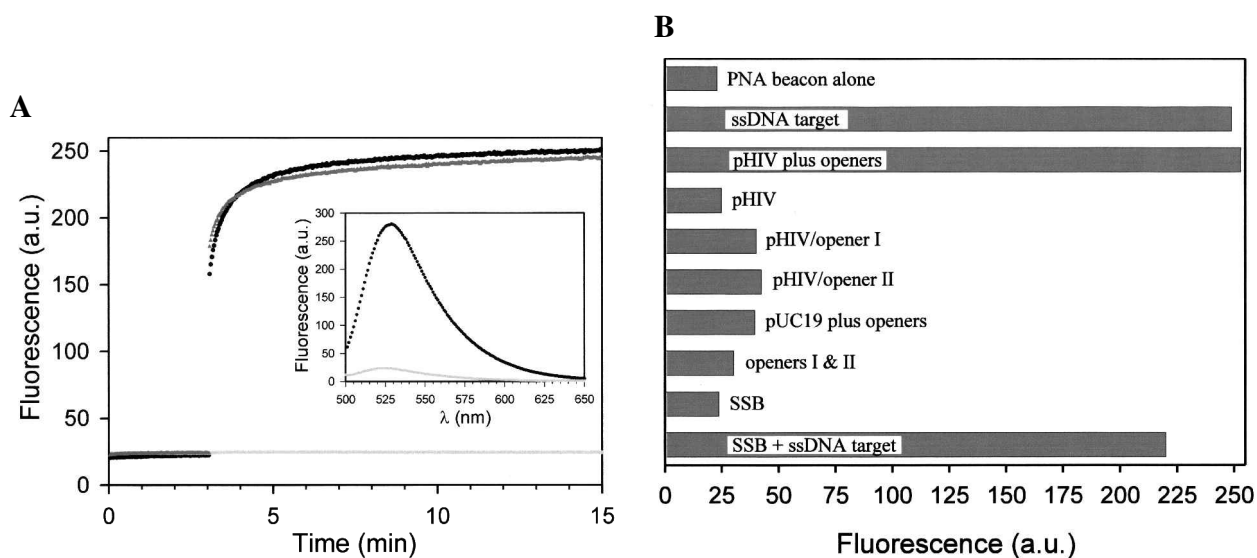 A
Fluorescence (a.u.)
250
200
150
100
50
0
0
5
10
15
Time (min)
Fluorescence (a.u.)
300
250
200
150
100
50
0
500
525
550
575
600
625
650
λ (nm)
B
PNA beacon alone
ssDNA target
pHIV plus openers
pHIV
pHIV/opener I
pHIV/opener II
pUC19 plus openers
openers I & II
SSB
SSB + ssDNA target
0
25
50
75
100
125
150
175
200
225
250
Fluorescence (a.u.)